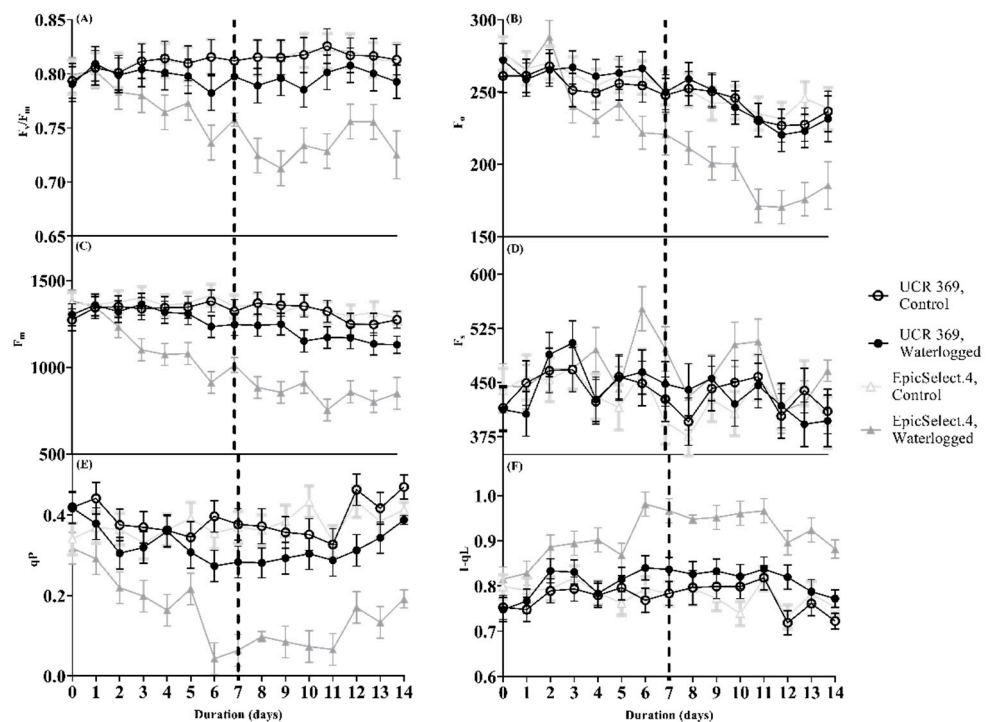 (A)
0.85
0.80
0.75
0.70
0.65
Fv/Fm
(B)
300
250
200
150
Fo
(C)
1500
1000
500
Fm
(D)
600
525
450
375
Fs
UCR 369,
Control
UCR 369,
Waterlogged
EpicSelect.4,
Control
EpicSelect.4,
Waterlogged
(E)
0.4
0.2
0.0
qP
0 1 2 3 4 5 6 7 8 9 10 11 12 13 14
Duration (days)
(F)
1.0
0.9
0.8
0.7
0.6
1-qL
0 1 2 3 4 5 6 7 8 9 10 11 12 13 14
Duration (days)